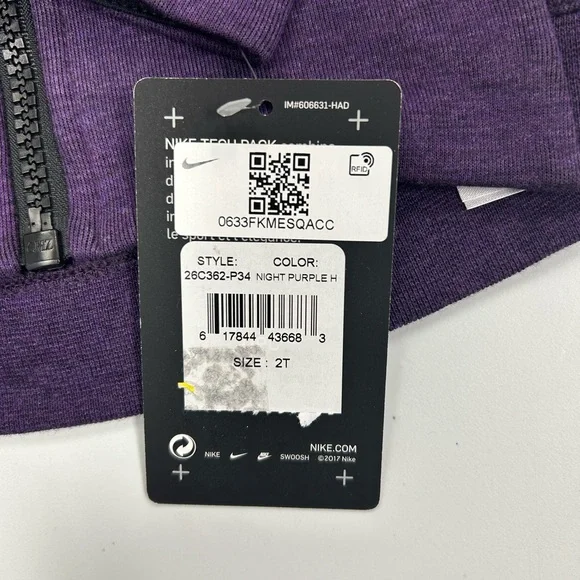 IM#606631-HAD
NIKE TECH PACK combine
RFID
0633FKMESQACC
le sport et l'élégance.
STYLE: COLOR:
26C362-P34 NIGHT PURPLE H
6 17844 43668 3
SIZE : 2T
NIKE.COM
NIKE SWOOSH ©2017 Nike